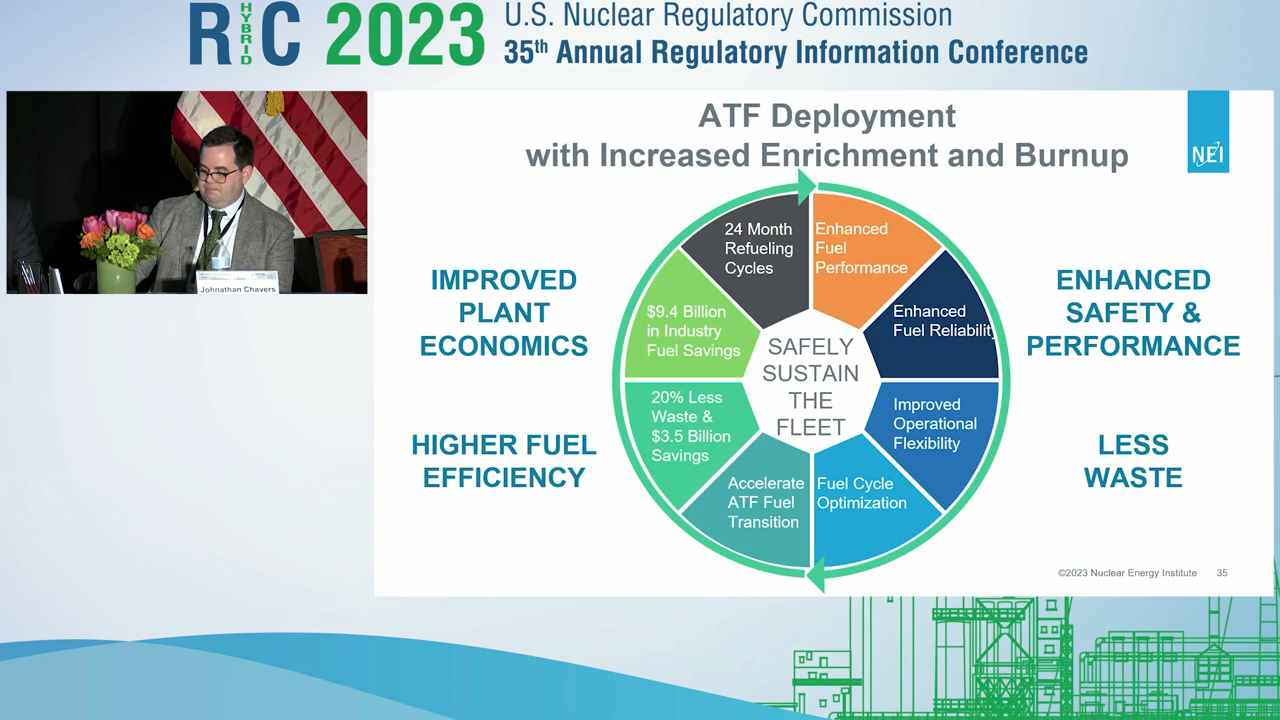 RIC 2023
HYBRID
U.S. Nuclear Regulatory Commission
35th Annual Regulatory Information Conference
Johnathan Chavers
ATF Deployment
with Increased Enrichment and Burnup
NEI
IMPROVED
PLANT
ECONOMICS
HIGHER FUEL
EFFICIENCY
24 Month
Refueling
Cycles
Enhanced
Fuel
Performance
Enhanced
Fuel Reliability
Improved
Operational
Flexibility
Fuel Cycle
Optimization
Accelerate
ATF Fuel
Transition
20% Less
Waste &
$3.5 Billion
Savings
$9.4 Billion
in Industry
Fuel Savings
SAFELY
SUSTAIN
THE
FLEET
ENHANCED
SAFETY &
PERFORMANCE
LESS
WASTE
©2023 Nuclear Energy Institute 35